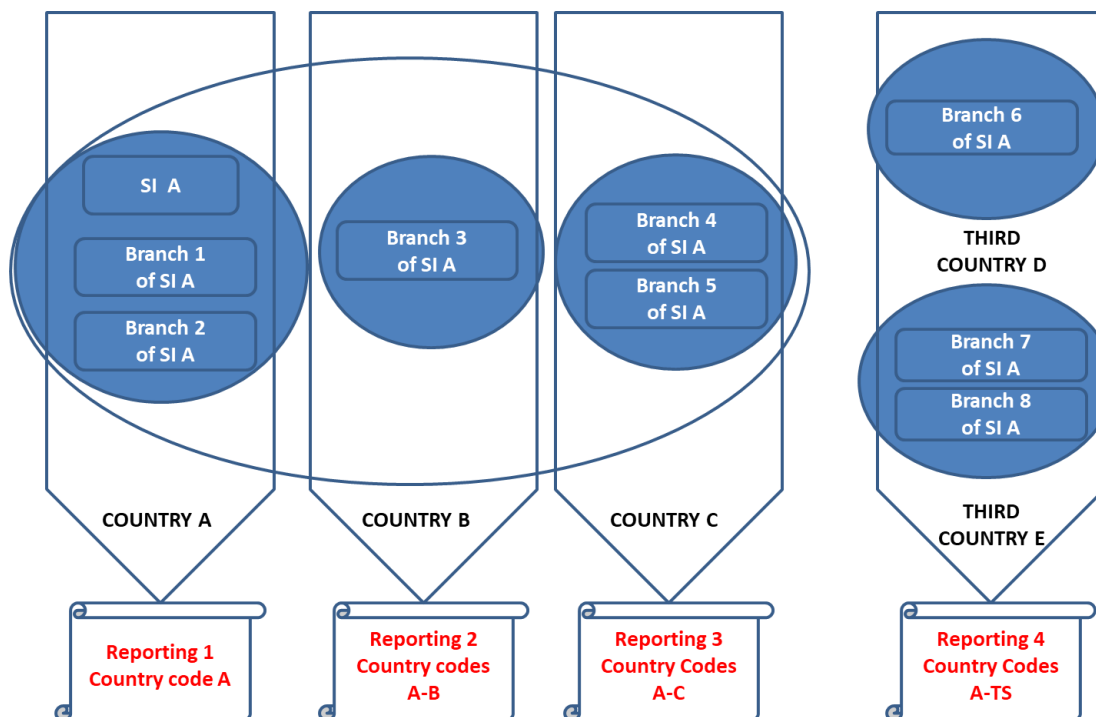 SI A
Branch 1
of SI A
Branch 2
of SI A
COUNTRY A
Reporting 1
Country code A
Branch 3
of SI A
COUNTRY B
Reporting 2
Country codes
A-B
Branch 4
of SI A
Branch 5
of SI A
COUNTRY C
Reporting 3
Country Codes
A-C
Branch 6
of SI A
THIRD
COUNTRY D
Branch 7
of SI A
Branch 8
of SI A
THIRD
COUNTRY E
Reporting 4
Country Codes
A-TS